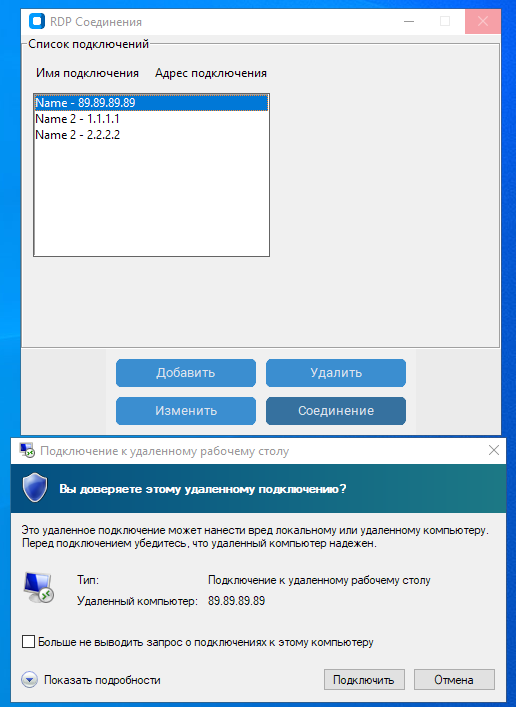 RDP Соединения
Список подключений
Имя подключения Адрес подключения
Name - 89.89.89.89
Name 2 - 1.1.1.1
Name 2 - 2.2.2.2
Добавить Удалить
Изменить Соединение
Подключение к удаленному рабочему столу
Вы доверяете этому удаленному подключению?
Это удаленное подключение может нанести вред локальному или удаленному компьютеру.
Перед подключением убедитесь, что удаленный компьютер надежен.
Тип: Подключение к удаленному рабочему столу
Удаленный компьютер: 89.89.89.89
Больше не выводить запрос о подключениях к этому компьютеру
Показать подробности Подключить Отмена